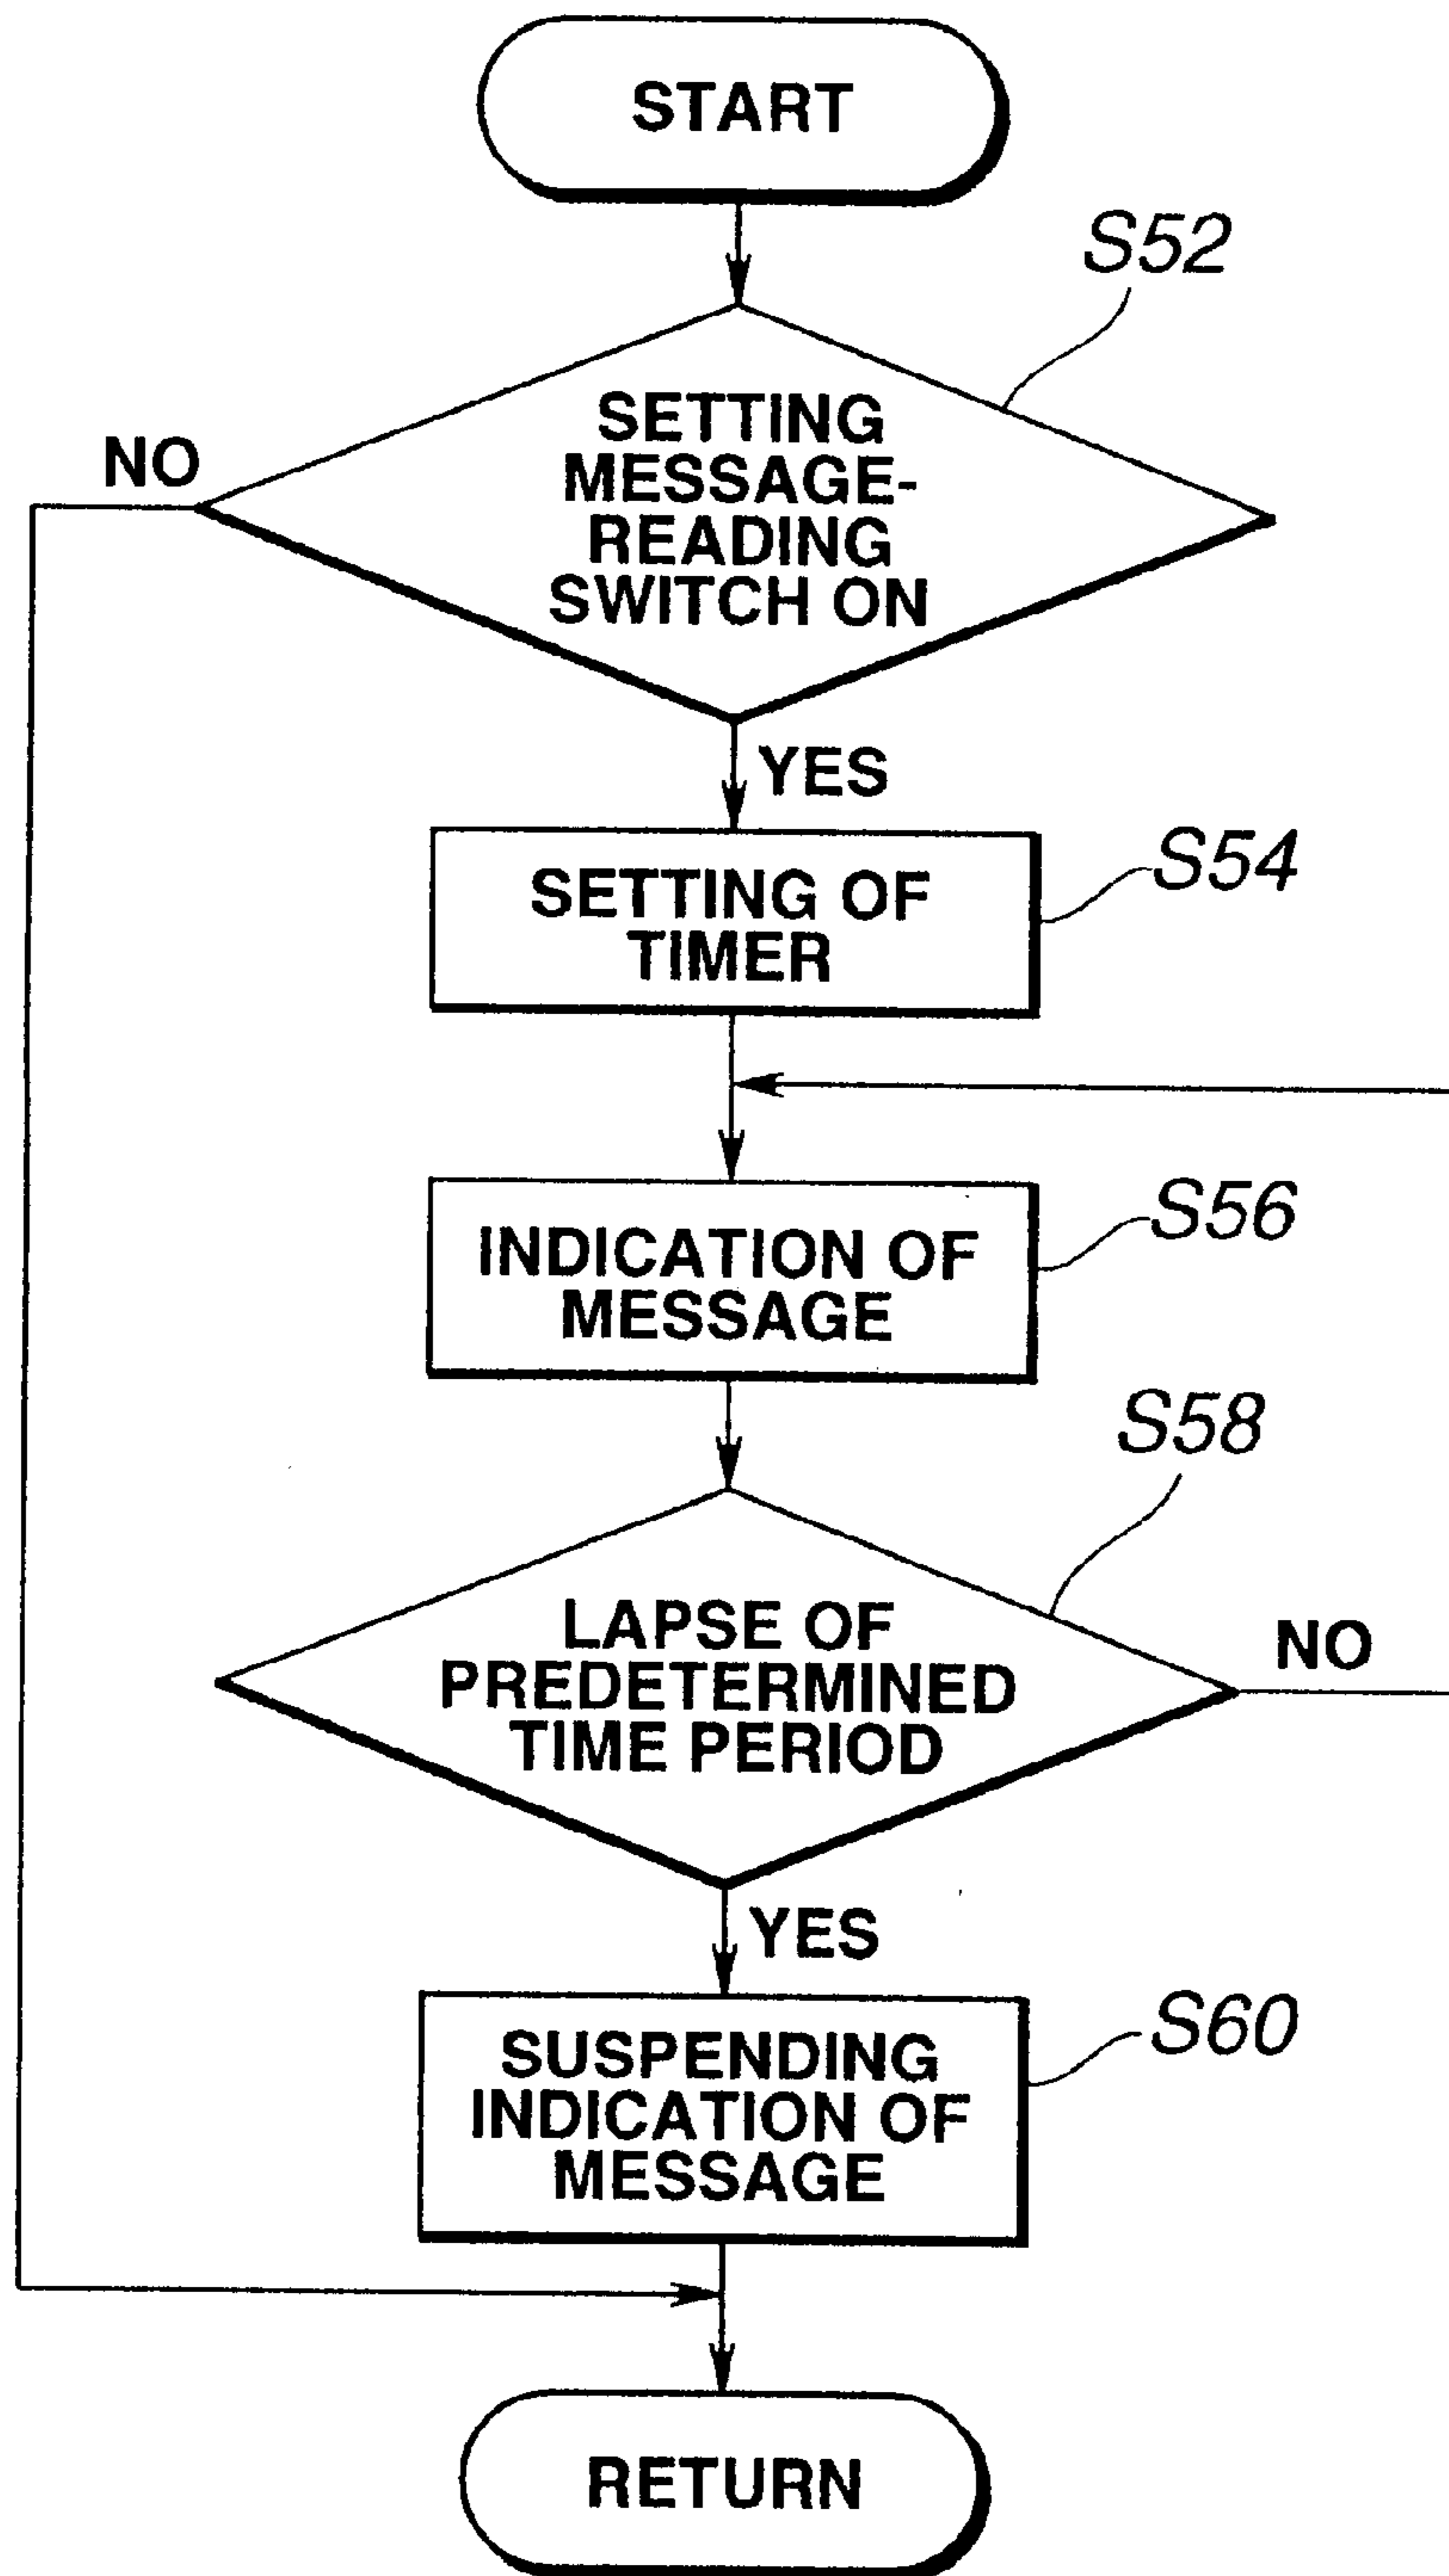 START
S52
SETTING
MESSAGE-
READING
SWITCH ON
NO
YES
SETTING OF
TIMER
S54
INDICATION OF
MESSAGE
S56
S58
LAPSE OF
PREDETERMINED
TIME PERIOD
NO
YES
SUSPENDING
INDICATION OF
MESSAGE
S60
RETURN